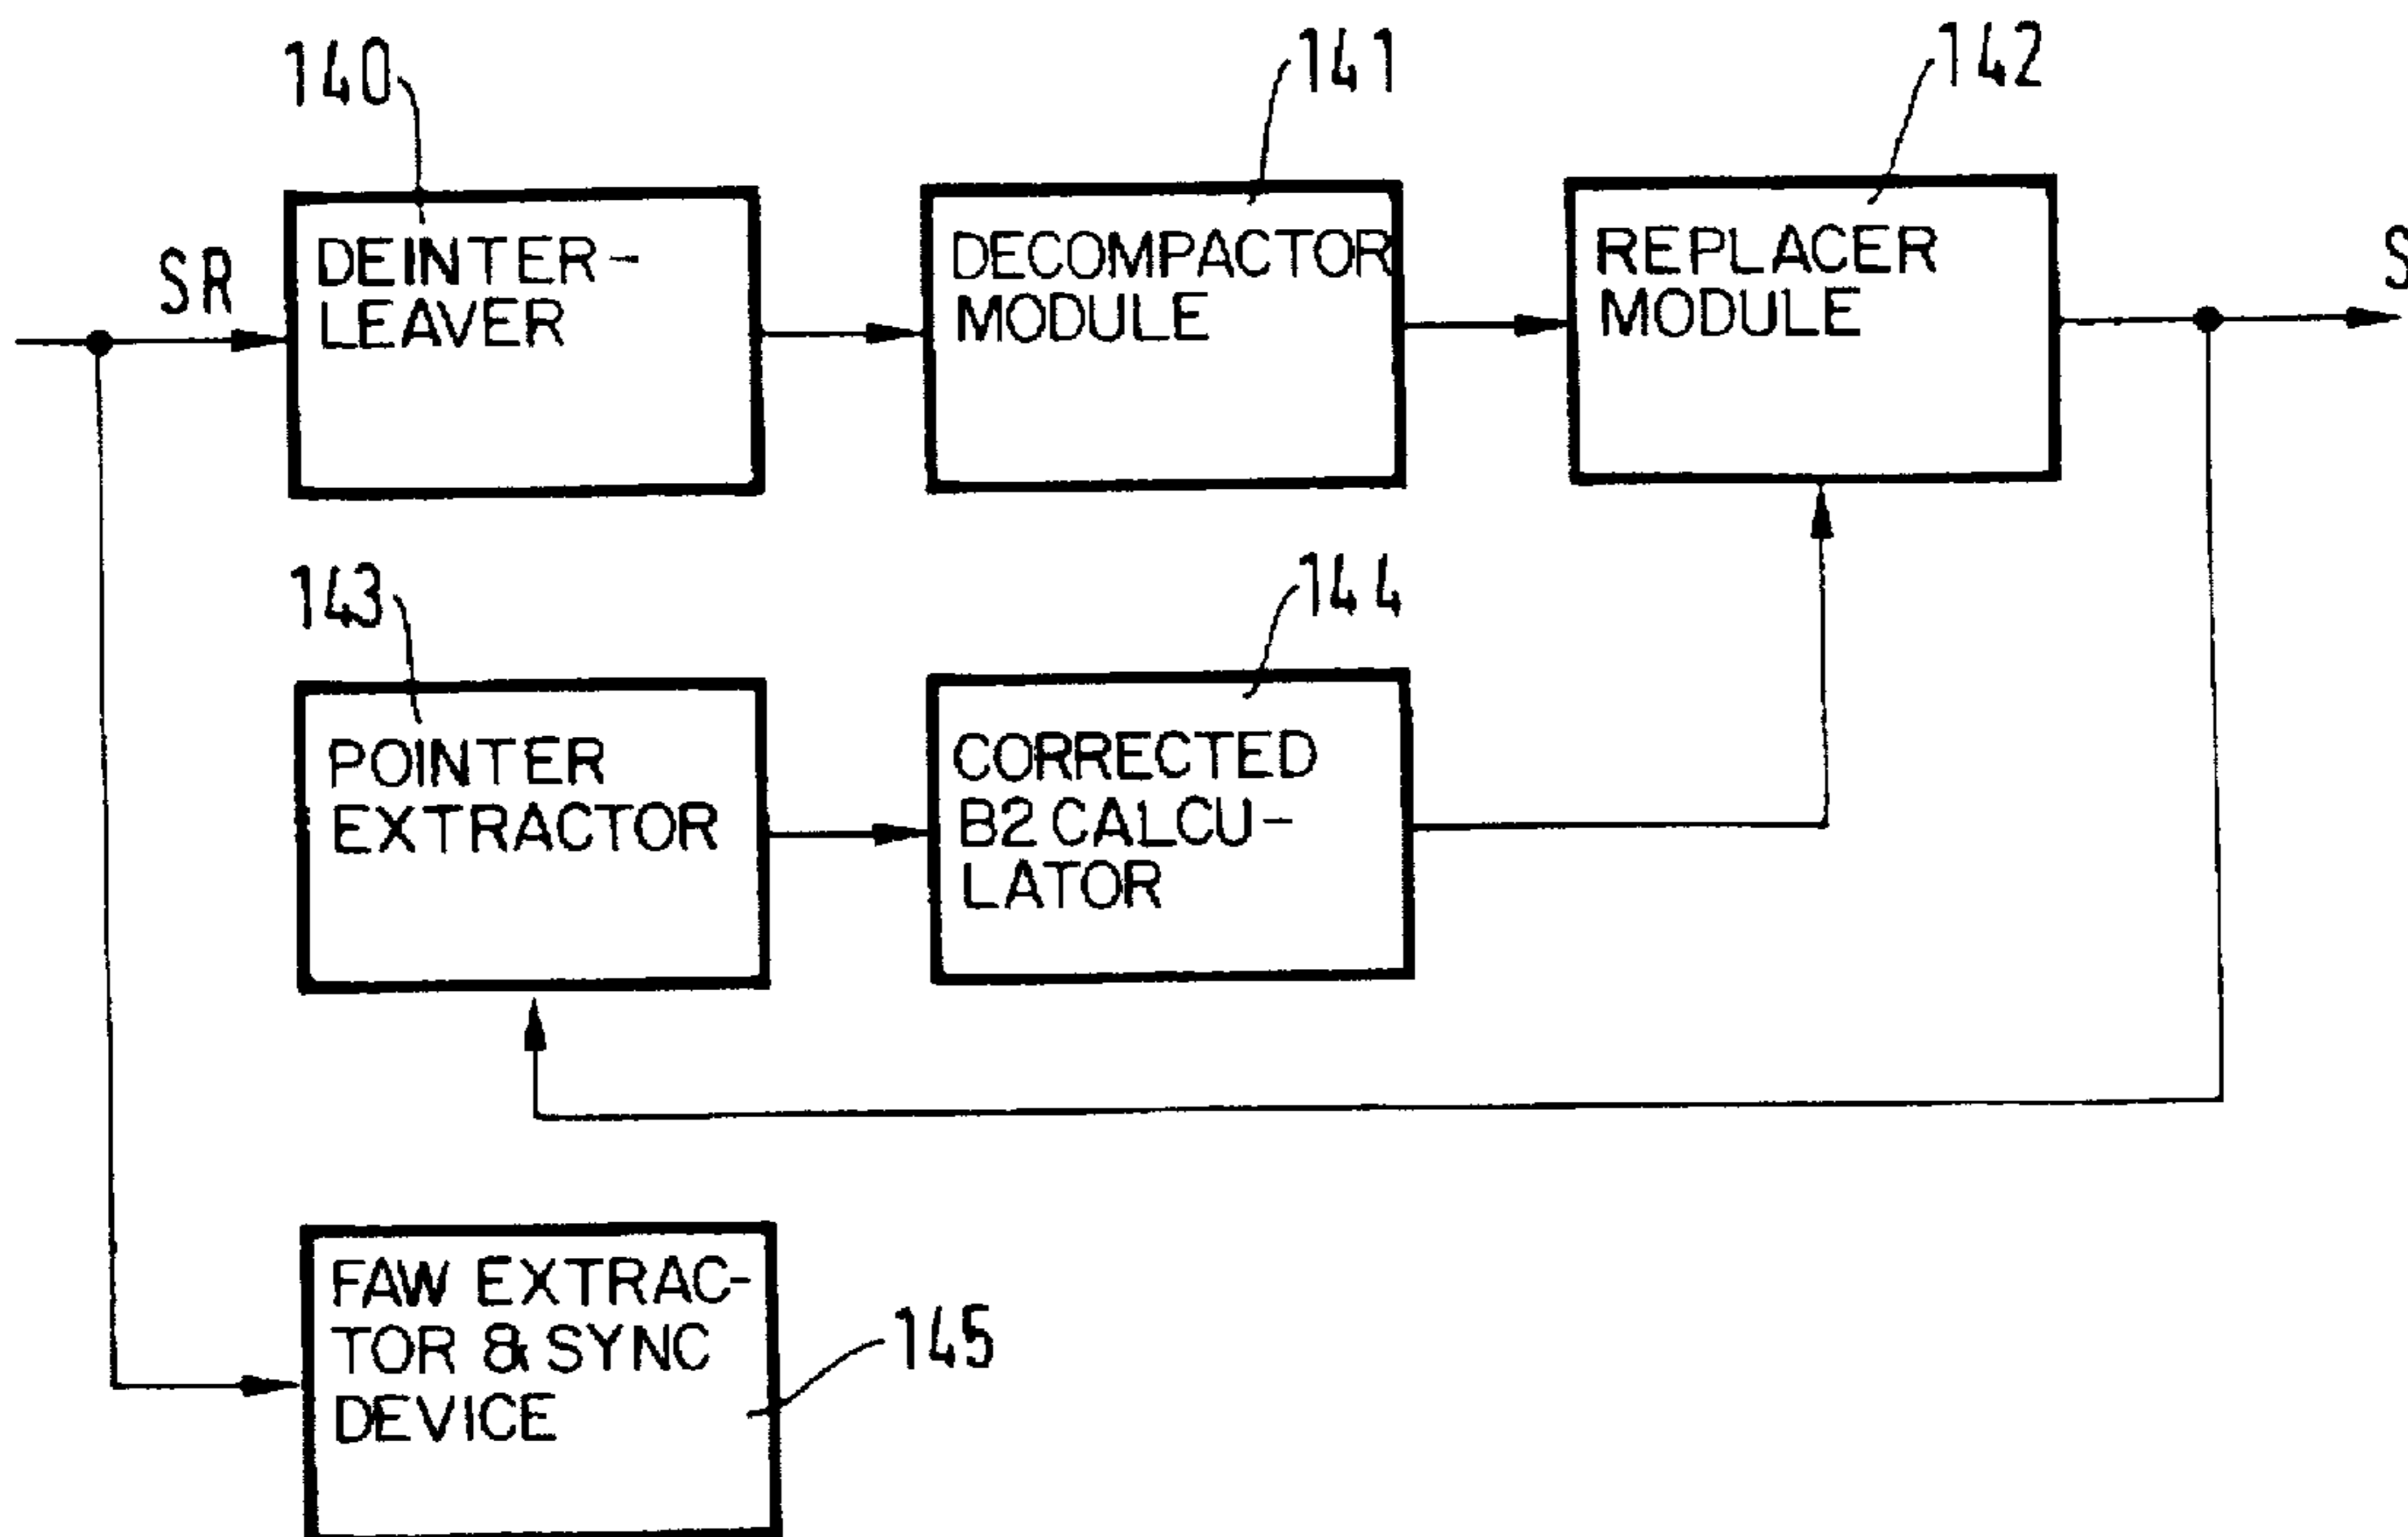 140
141
142
SR
DEINTER-
LEAVER
DECOMPACTOR
MODULE
REPLACER
MODULE
S
143
144
POINTER
EXTRACTOR
CORRECTED
B2 CALCU-
LATOR
FAW EXTRAC-
TOR & SYNC
DEVICE
145